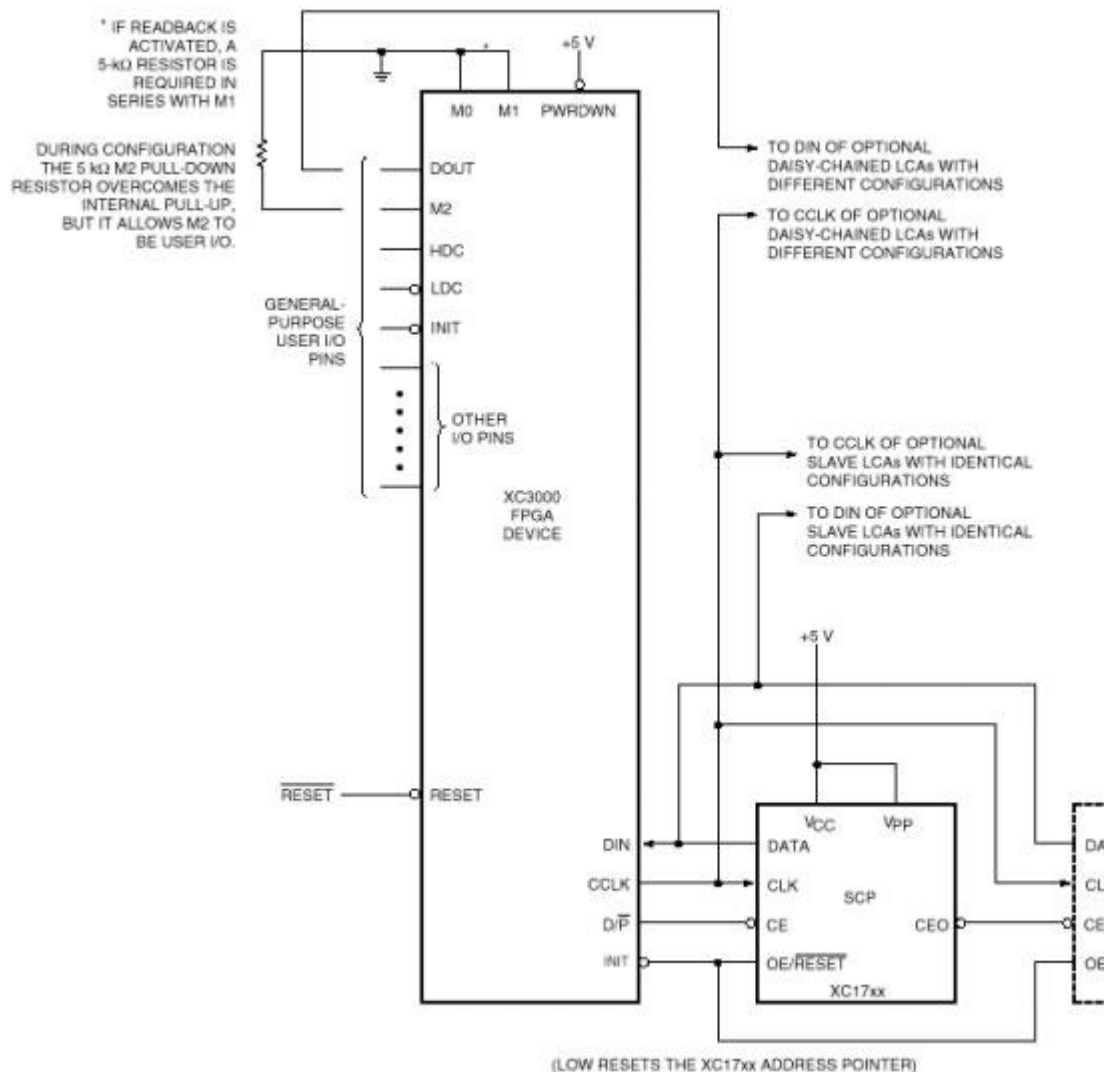 * IF READBACK IS
ACTIVATED, A
5-kΩ RESISTOR IS
REQUIRED IN
SERIES WITH M1
*
+5 V
M0 M1 PWRDWN
DURING CONFIGURATION
THE 5 kΩ M2 PULL-DOWN
RESISTOR OVERCOMES THE
INTERNAL PULL-UP,
BUT IT ALLOWS M2 TO
BE USER I/O.
DOUT
M2
HDC
LDC
INIT
GENERAL-
PURPOSE
USER I/O
PINS
OTHER
I/O PINS
XC3000
FPGA
DEVICE
TO DIN OF OPTIONAL
DAISY-CHAINED LCAs WITH
DIFFERENT CONFIGURATIONS
TO CCLK OF OPTIONAL
DAISY-CHAINED LCAs WITH
DIFFERENT CONFIGURATIONS
TO CCLK OF OPTIONAL
SLAVE LCAs WITH IDENTICAL
CONFIGURATIONS
TO DIN OF OPTIONAL
SLAVE LCAs WITH IDENTICAL
CONFIGURATIONS
+5 V
RESET
RESET
DIN
CCLK
D/P
INIT
VCC VPP
DATA
CLK
SCP
CE
CEO
OE/RESET
XC17xx
DA
CL
CE
OE
(LOW RESETS THE XC17xx ADDRESS POINTER)